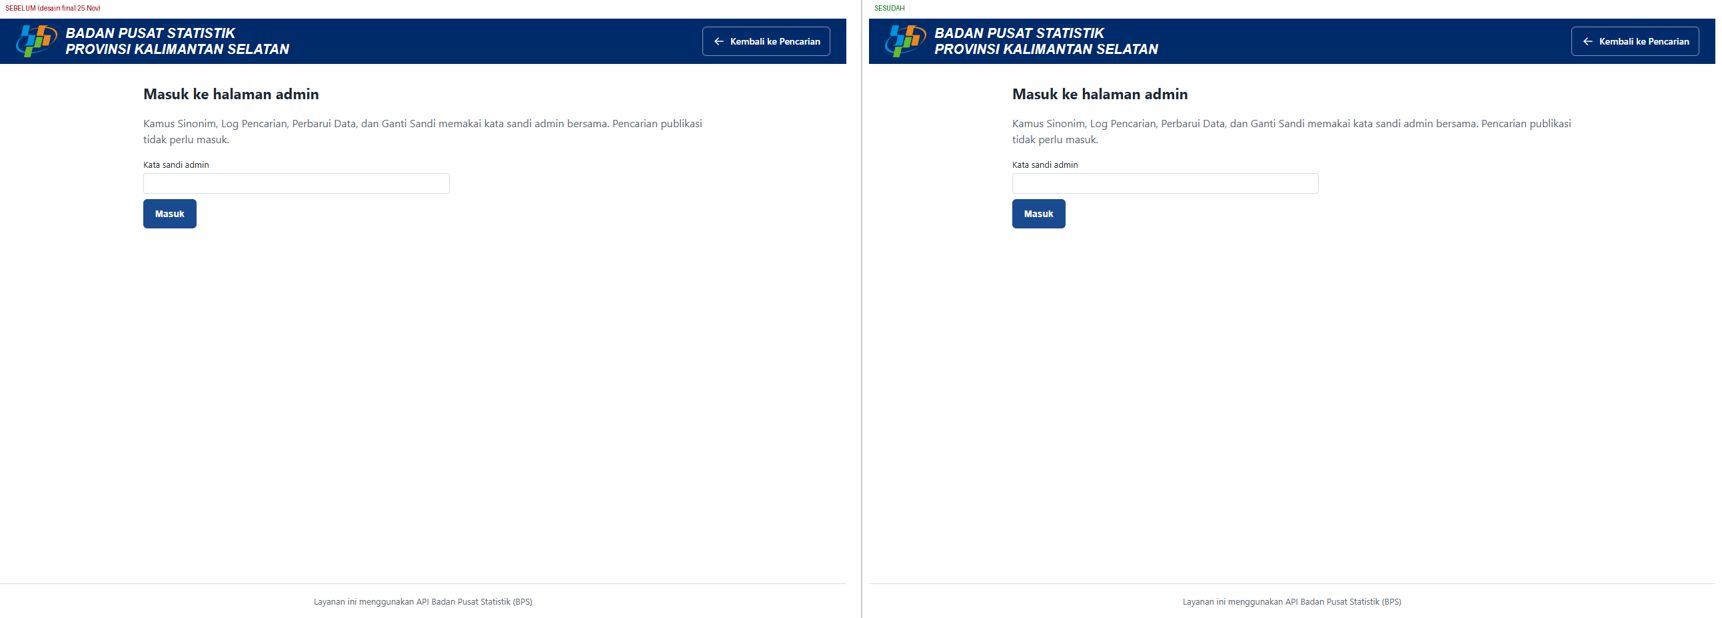 SEBELUM (desain final 25 Nov)
BADAN PUSAT STATISTIK
PROVINSI KALIMANTAN SELATAN
← Kembali ke Pencarian
Masuk ke halaman admin
Kamus Sinonim, Log Pencarian, Perbarui Data, dan Ganti Sandi memakai kata sandi admin bersama. Pencarian publikasi
tidak perlu masuk.
Kata sandi admin
Masuk
Layanan ini menggunakan API Badan Pusat Statistik (BPS)
SESUDAH
BADAN PUSAT STATISTIK
PROVINSI KALIMANTAN SELATAN
← Kembali ke Pencarian
Masuk ke halaman admin
Kamus Sinonim, Log Pencarian, Perbarui Data, dan Ganti Sandi memakai kata sandi admin bersama. Pencarian publikasi
tidak perlu masuk.
Kata sandi admin
Masuk
Layanan ini menggunakan API Badan Pusat Statistik (BPS)